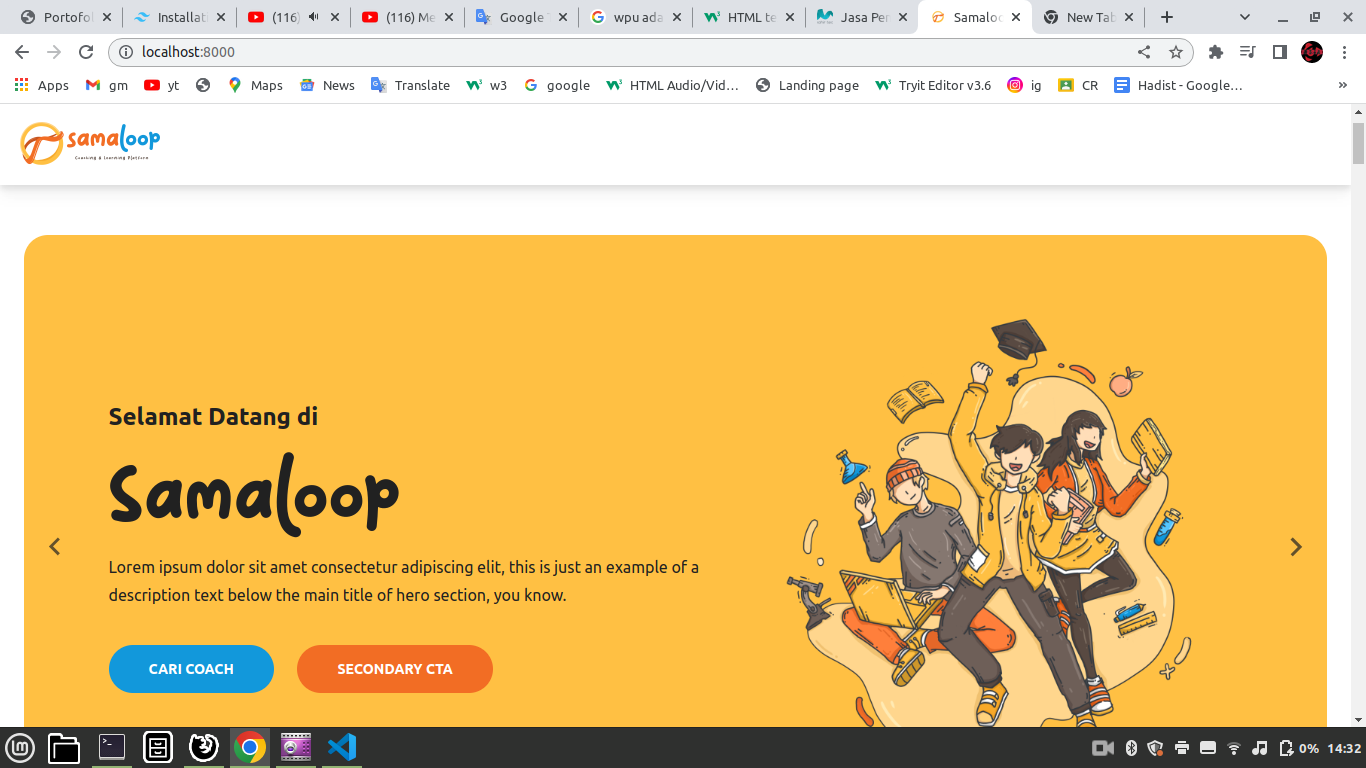 Portofol
Installati
(116)
(116) Me
Google T
wpu ada
HTML te
Jasa Per
Samaloo
New Tab
localhost:8000
Apps
gm
yt
Maps
News
Translate
w3
google
HTML Audio/Vid…
Landing page
Tryit Editor v3.6
ig
CR
Hadist - Google…
»
samaloop
Coaching & Learning Platform
Selamat Datang di
Samaloop
Lorem ipsum dolor sit amet consectetur adipiscing elit, this is just an example of a
description text below the main title of hero section, you know.
CARI COACH
SECONDARY CTA
0%
14:32